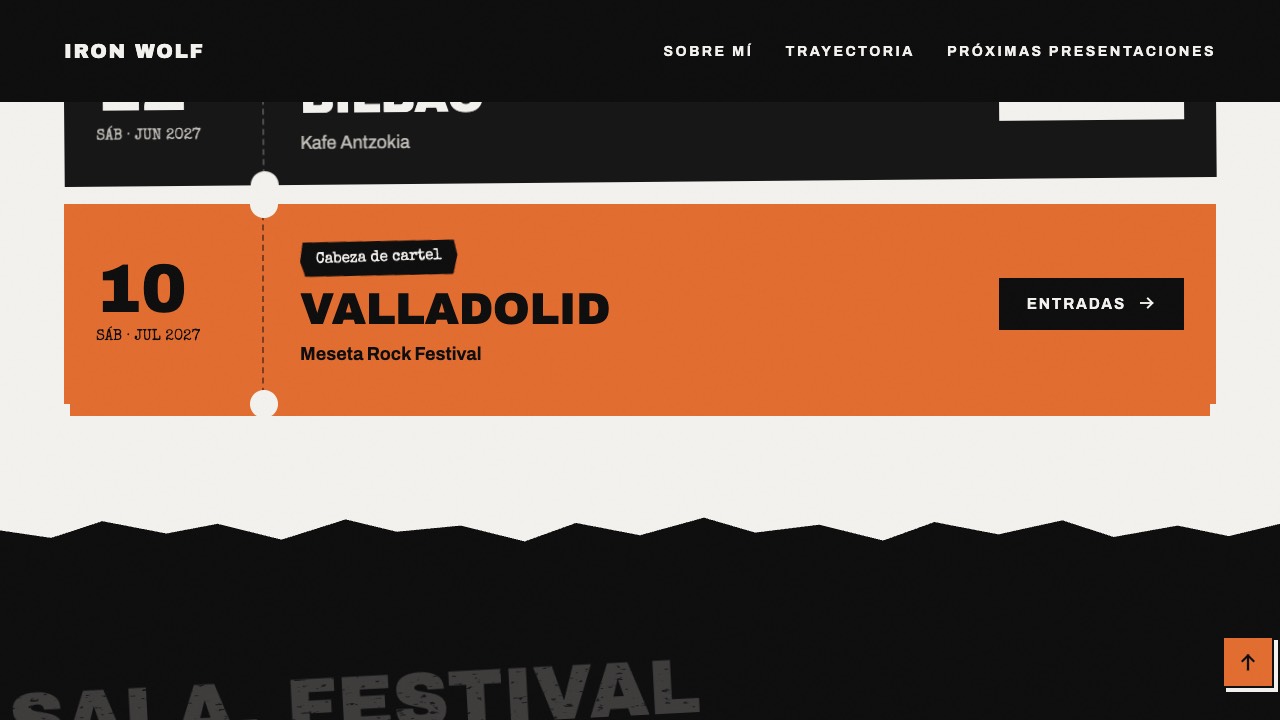 IRON WOLF
SOBRE MÍ
TRAYECTORIA
PRÓXIMAS PRESENTACIONES
SÁB · JUN 2027
BILBAO
Kafe Antzokia
10
SÁB · JUL 2027
Cabeza de cartel
VALLADOLID
Meseta Rock Festival
ENTRADAS →
SALA, FESTIVAL